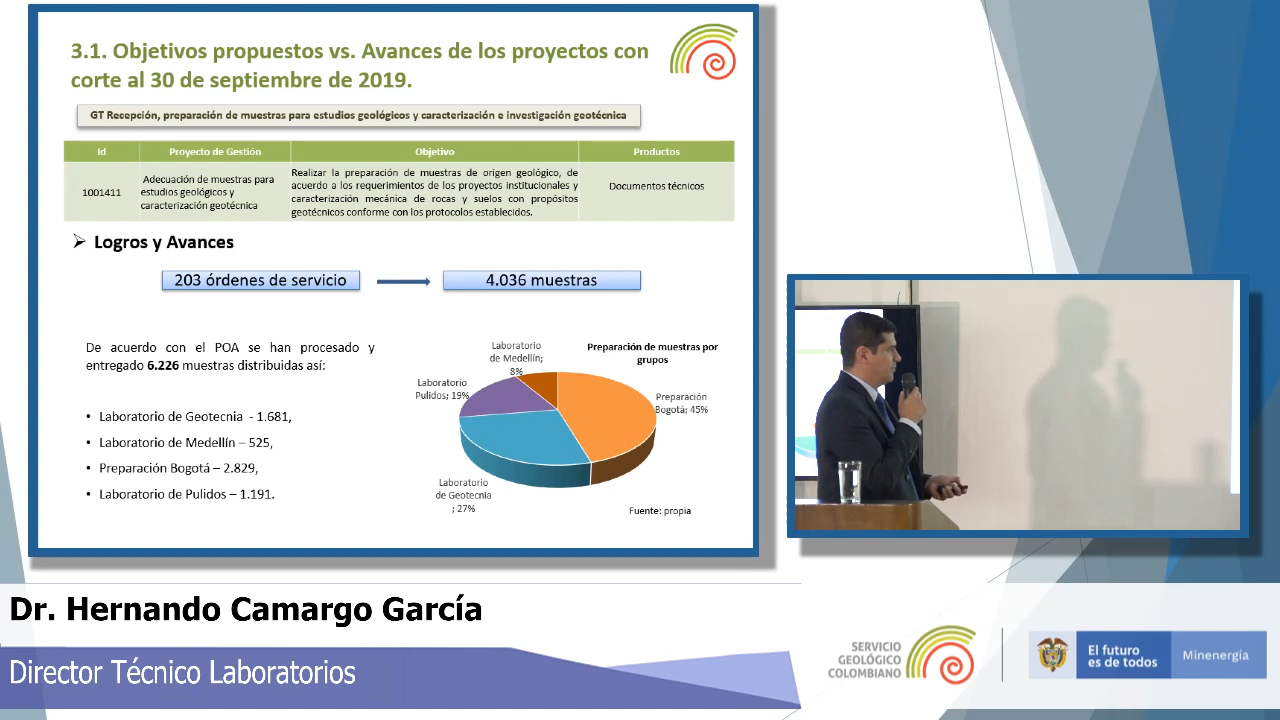 3.1. Objetivos propuestos vs. Avances de los proyectos con
corte al 30 de septiembre de 2019.
GT Recepción, preparación de muestras para estudios geológicos y caracterización e investigación geotécnica
Id
Proyecto de Gestión
Objetivo
Productos
1001411
Adecuación de muestras para
estudios geológicos y
caracterización geotécnica
Realizar la preparación de muestras de origen geológico, de
acuerdo a los requerimientos de los proyectos institucionales y
caracterización mecánica de rocas y suelos con propósitos
geotécnicos conforme con los protocolos establecidos.
Documentos técnicos
➢ Logros y Avances
203 órdenes de servicio
4.036 muestras
De acuerdo con el POA se han procesado y
entregado 6.226 muestras distribuidas así:
• Laboratorio de Geotecnia - 1.681,
• Laboratorio de Medellín – 525,
• Preparación Bogotá – 2.829,
• Laboratorio de Pulidos – 1.191.
Preparación de muestras por
grupos
Laboratorio
de Medellín;
8%
Laboratorio
Pulidos; 19%
Preparación
Bogotá; 45%
Laboratorio
de Geotecnia
; 27%
Fuente: propia
Dr. Hernando Camargo García
Director Técnico Laboratorios
SERVICIO
GEOLÓGICO
COLOMBIANO
El futuro
es de todos
Minenergía